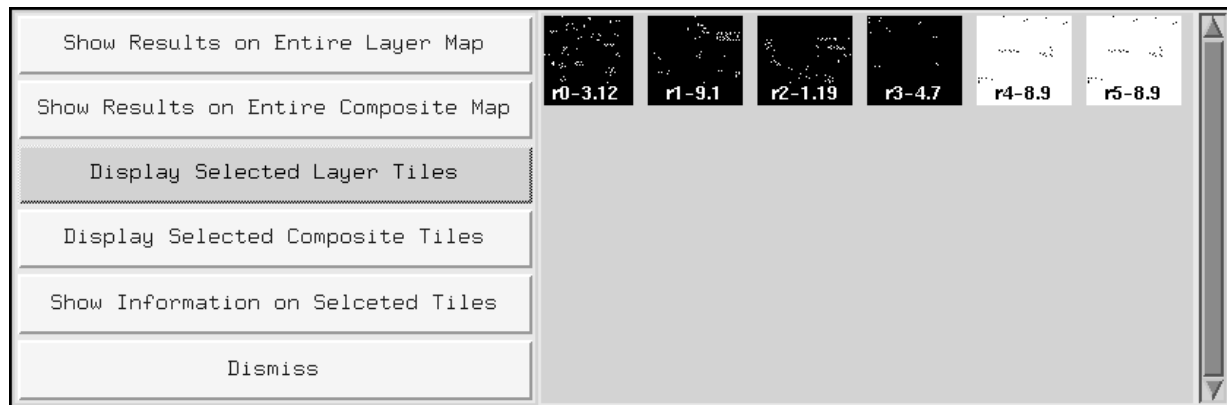 Show Results on Entire Layer Map
Show Results on Entire Composite Map
Display Selected Layer Tiles
Display Selected Composite Tiles
Show Information on Selceted Tiles
Dismiss
r0-3.12 r1-9.1 r2-1.19 r3-4.7 r4-8.9 r5-8.9